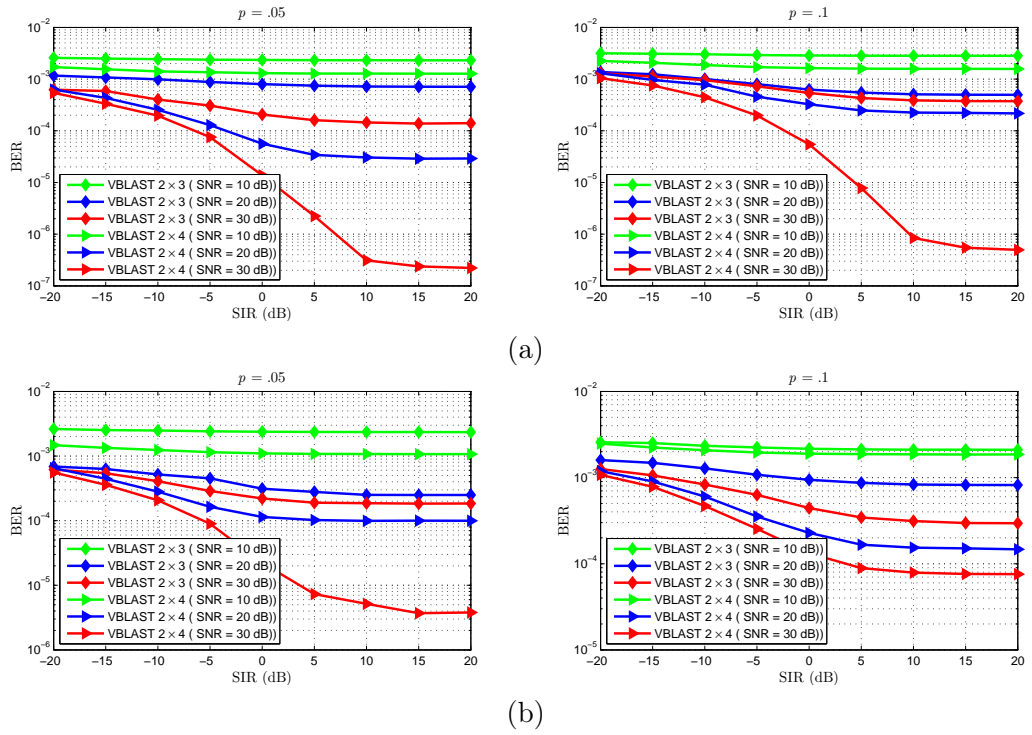 p = .05
10⁻²
10⁻³
10⁻⁴
10⁻⁵
10⁻⁶
10⁻⁷
BER
VBLAST 2 × 3 ( SNR = 10 dB))
VBLAST 2 × 3 ( SNR = 20 dB))
VBLAST 2 × 3 ( SNR = 30 dB))
VBLAST 2 × 4 ( SNR = 10 dB))
VBLAST 2 × 4 ( SNR = 20 dB))
VBLAST 2 × 4 ( SNR = 30 dB))
−20 −15 −10 −5 0 5 10 15 20
SIR (dB)
p = .1
10⁻²
10⁻³
10⁻⁴
10⁻⁵
10⁻⁶
10⁻⁷
BER
VBLAST 2 × 3 ( SNR = 10 dB))
VBLAST 2 × 3 ( SNR = 20 dB))
VBLAST 2 × 3 ( SNR = 30 dB))
VBLAST 2 × 4 ( SNR = 10 dB))
VBLAST 2 × 4 ( SNR = 20 dB))
VBLAST 2 × 4 ( SNR = 30 dB))
−20 −15 −10 −5 0 5 10 15 20
SIR (dB)
(a)
p = .05
10⁻²
10⁻³
10⁻⁴
10⁻⁵
10⁻⁶
BER
VBLAST 2 × 3 ( SNR = 10 dB))
VBLAST 2 × 3 ( SNR = 20 dB))
VBLAST 2 × 3 ( SNR = 30 dB))
VBLAST 2 × 4 ( SNR = 10 dB))
VBLAST 2 × 4 ( SNR = 20 dB))
VBLAST 2 × 4 ( SNR = 30 dB))
−20 −15 −10 −5 0 5 10 15 20
SIR (dB)
p = .1
10⁻²
10⁻³
10⁻⁴
10⁻⁵
BER
VBLAST 2 × 3 ( SNR = 10 dB))
VBLAST 2 × 3 ( SNR = 20 dB))
VBLAST 2 × 3 ( SNR = 30 dB))
VBLAST 2 × 4 ( SNR = 10 dB))
VBLAST 2 × 4 ( SNR = 20 dB))
VBLAST 2 × 4 ( SNR = 30 dB))
−20 −15 −10 −5 0 5 10 15 20
SIR (dB)
(b)